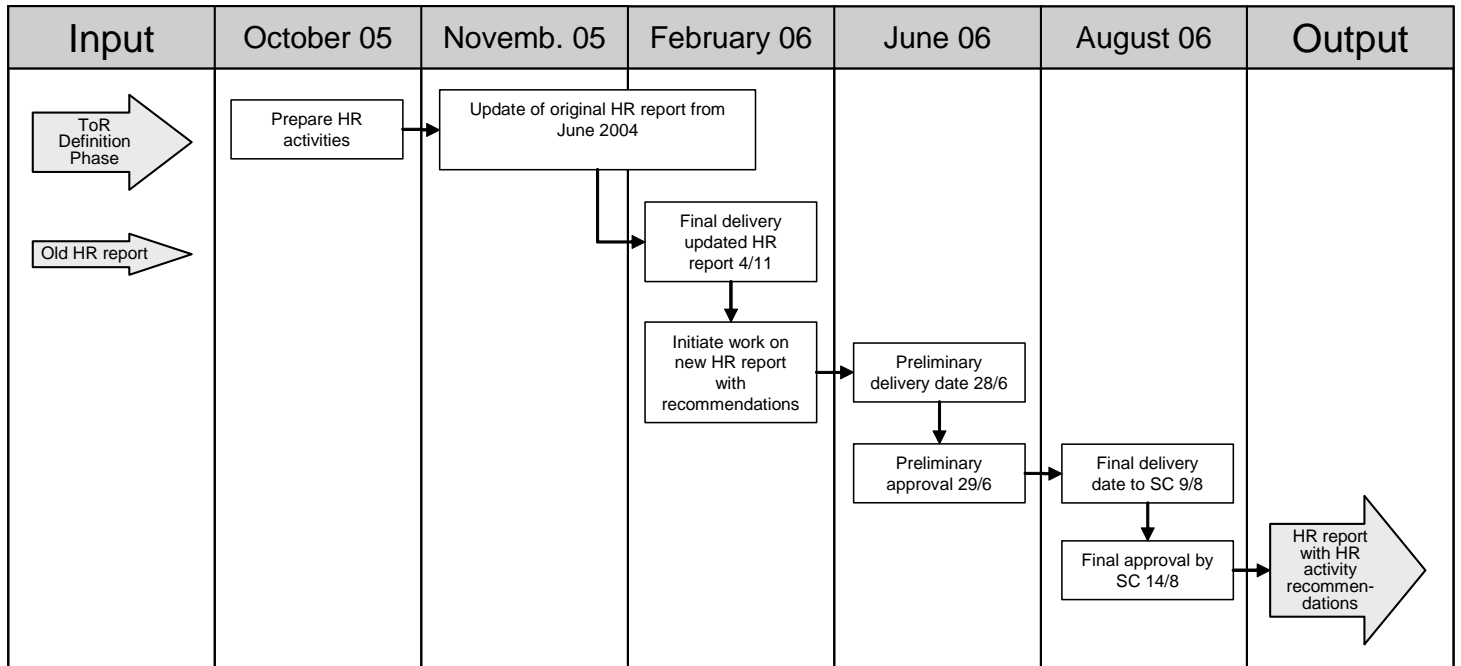 Input
October 05
Novemb. 05
February 06
June 06
August 06
Output
ToR
Definition
Phase
Old HR report
Prepare HR
activities
Update of original HR report from
June 2004
Final delivery
updated HR
report 4/11
Initiate work on
new HR report
with
recommendations
Preliminary
delivery date 28/6
Preliminary
approval 29/6
Final delivery
date to SC 9/8
Final approval by
SC 14/8
HR report
with HR
activity
recommen-
dations